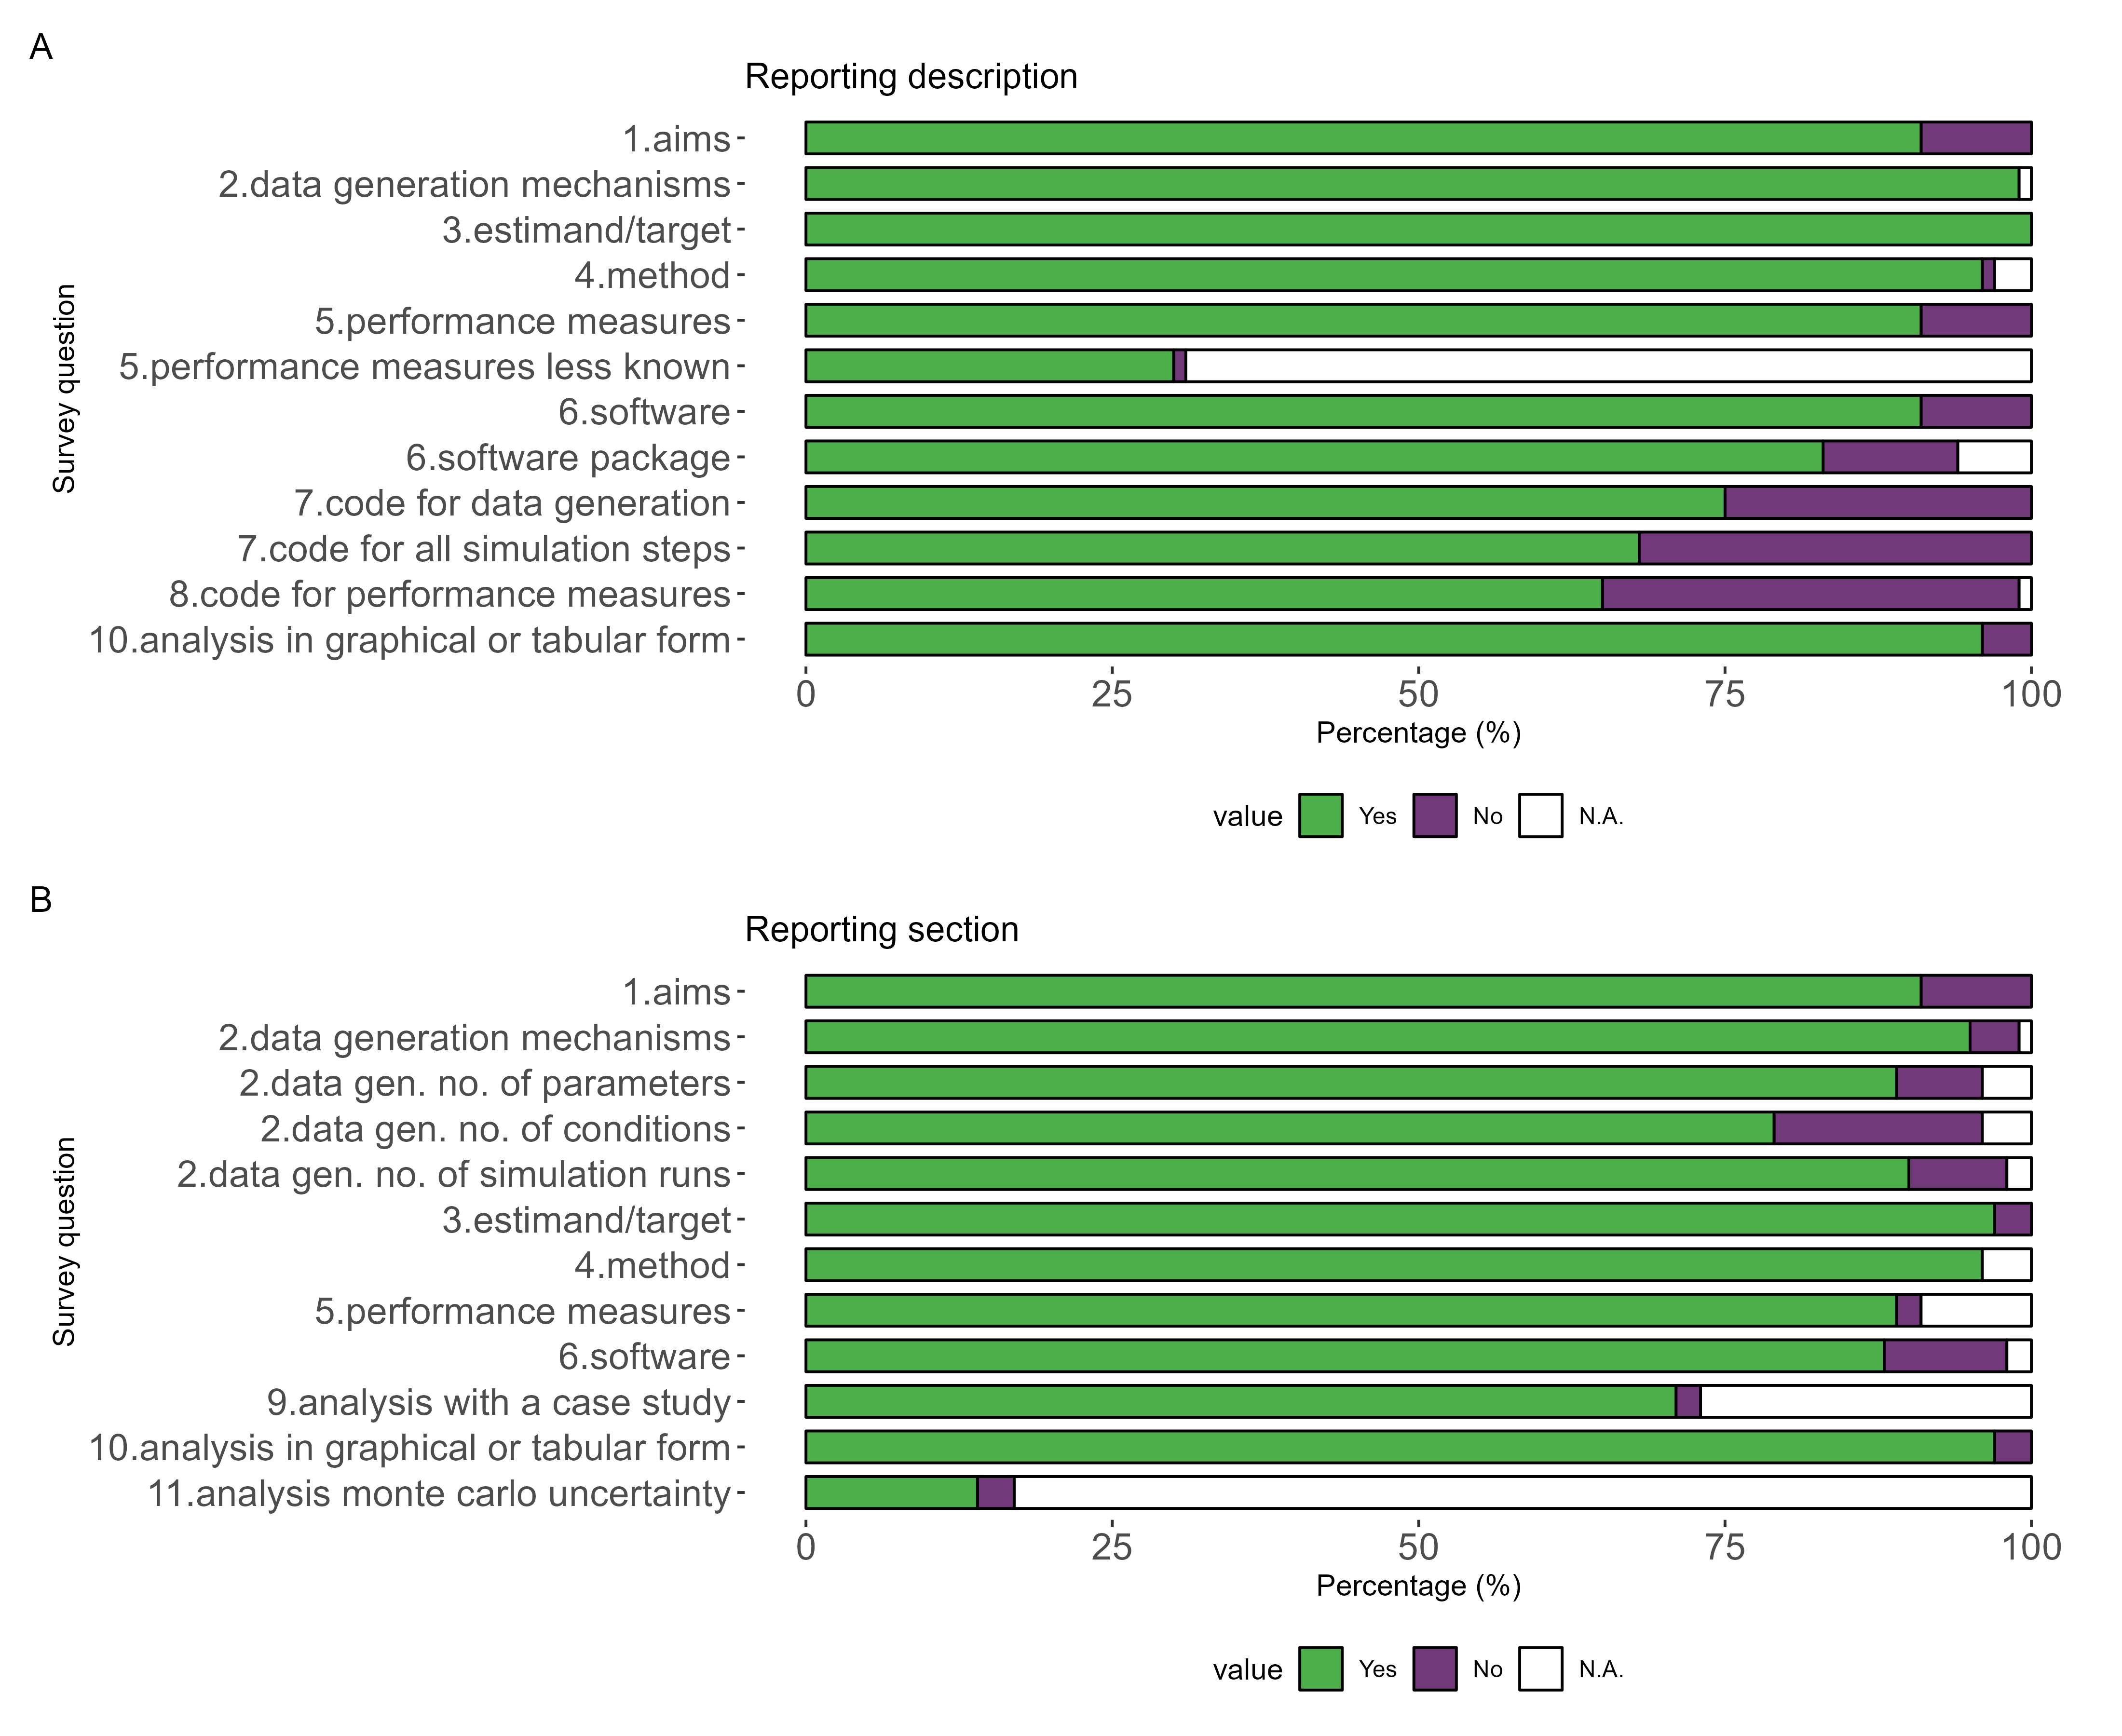 A
Reporting description
Survey question
1.aims
2.data generation mechanisms
3.estimand/target
4.method
5.performance measures
5.performance measures less known
6.software
6.software package
7.code for data generation
7.code for all simulation steps
8.code for performance measures
10.analysis in graphical or tabular form
0 25 50 75 100
Percentage (%)
value Yes No N.A.
B
Reporting section
Survey question
1.aims
2.data generation mechanisms
2.data gen. no. of parameters
2.data gen. no. of conditions
2.data gen. no. of simulation runs
3.estimand/target
4.method
5.performance measures
6.software
9.analysis with a case study
10.analysis in graphical or tabular form
11.analysis monte carlo uncertainty
0 25 50 75 100
Percentage (%)
value Yes No N.A.